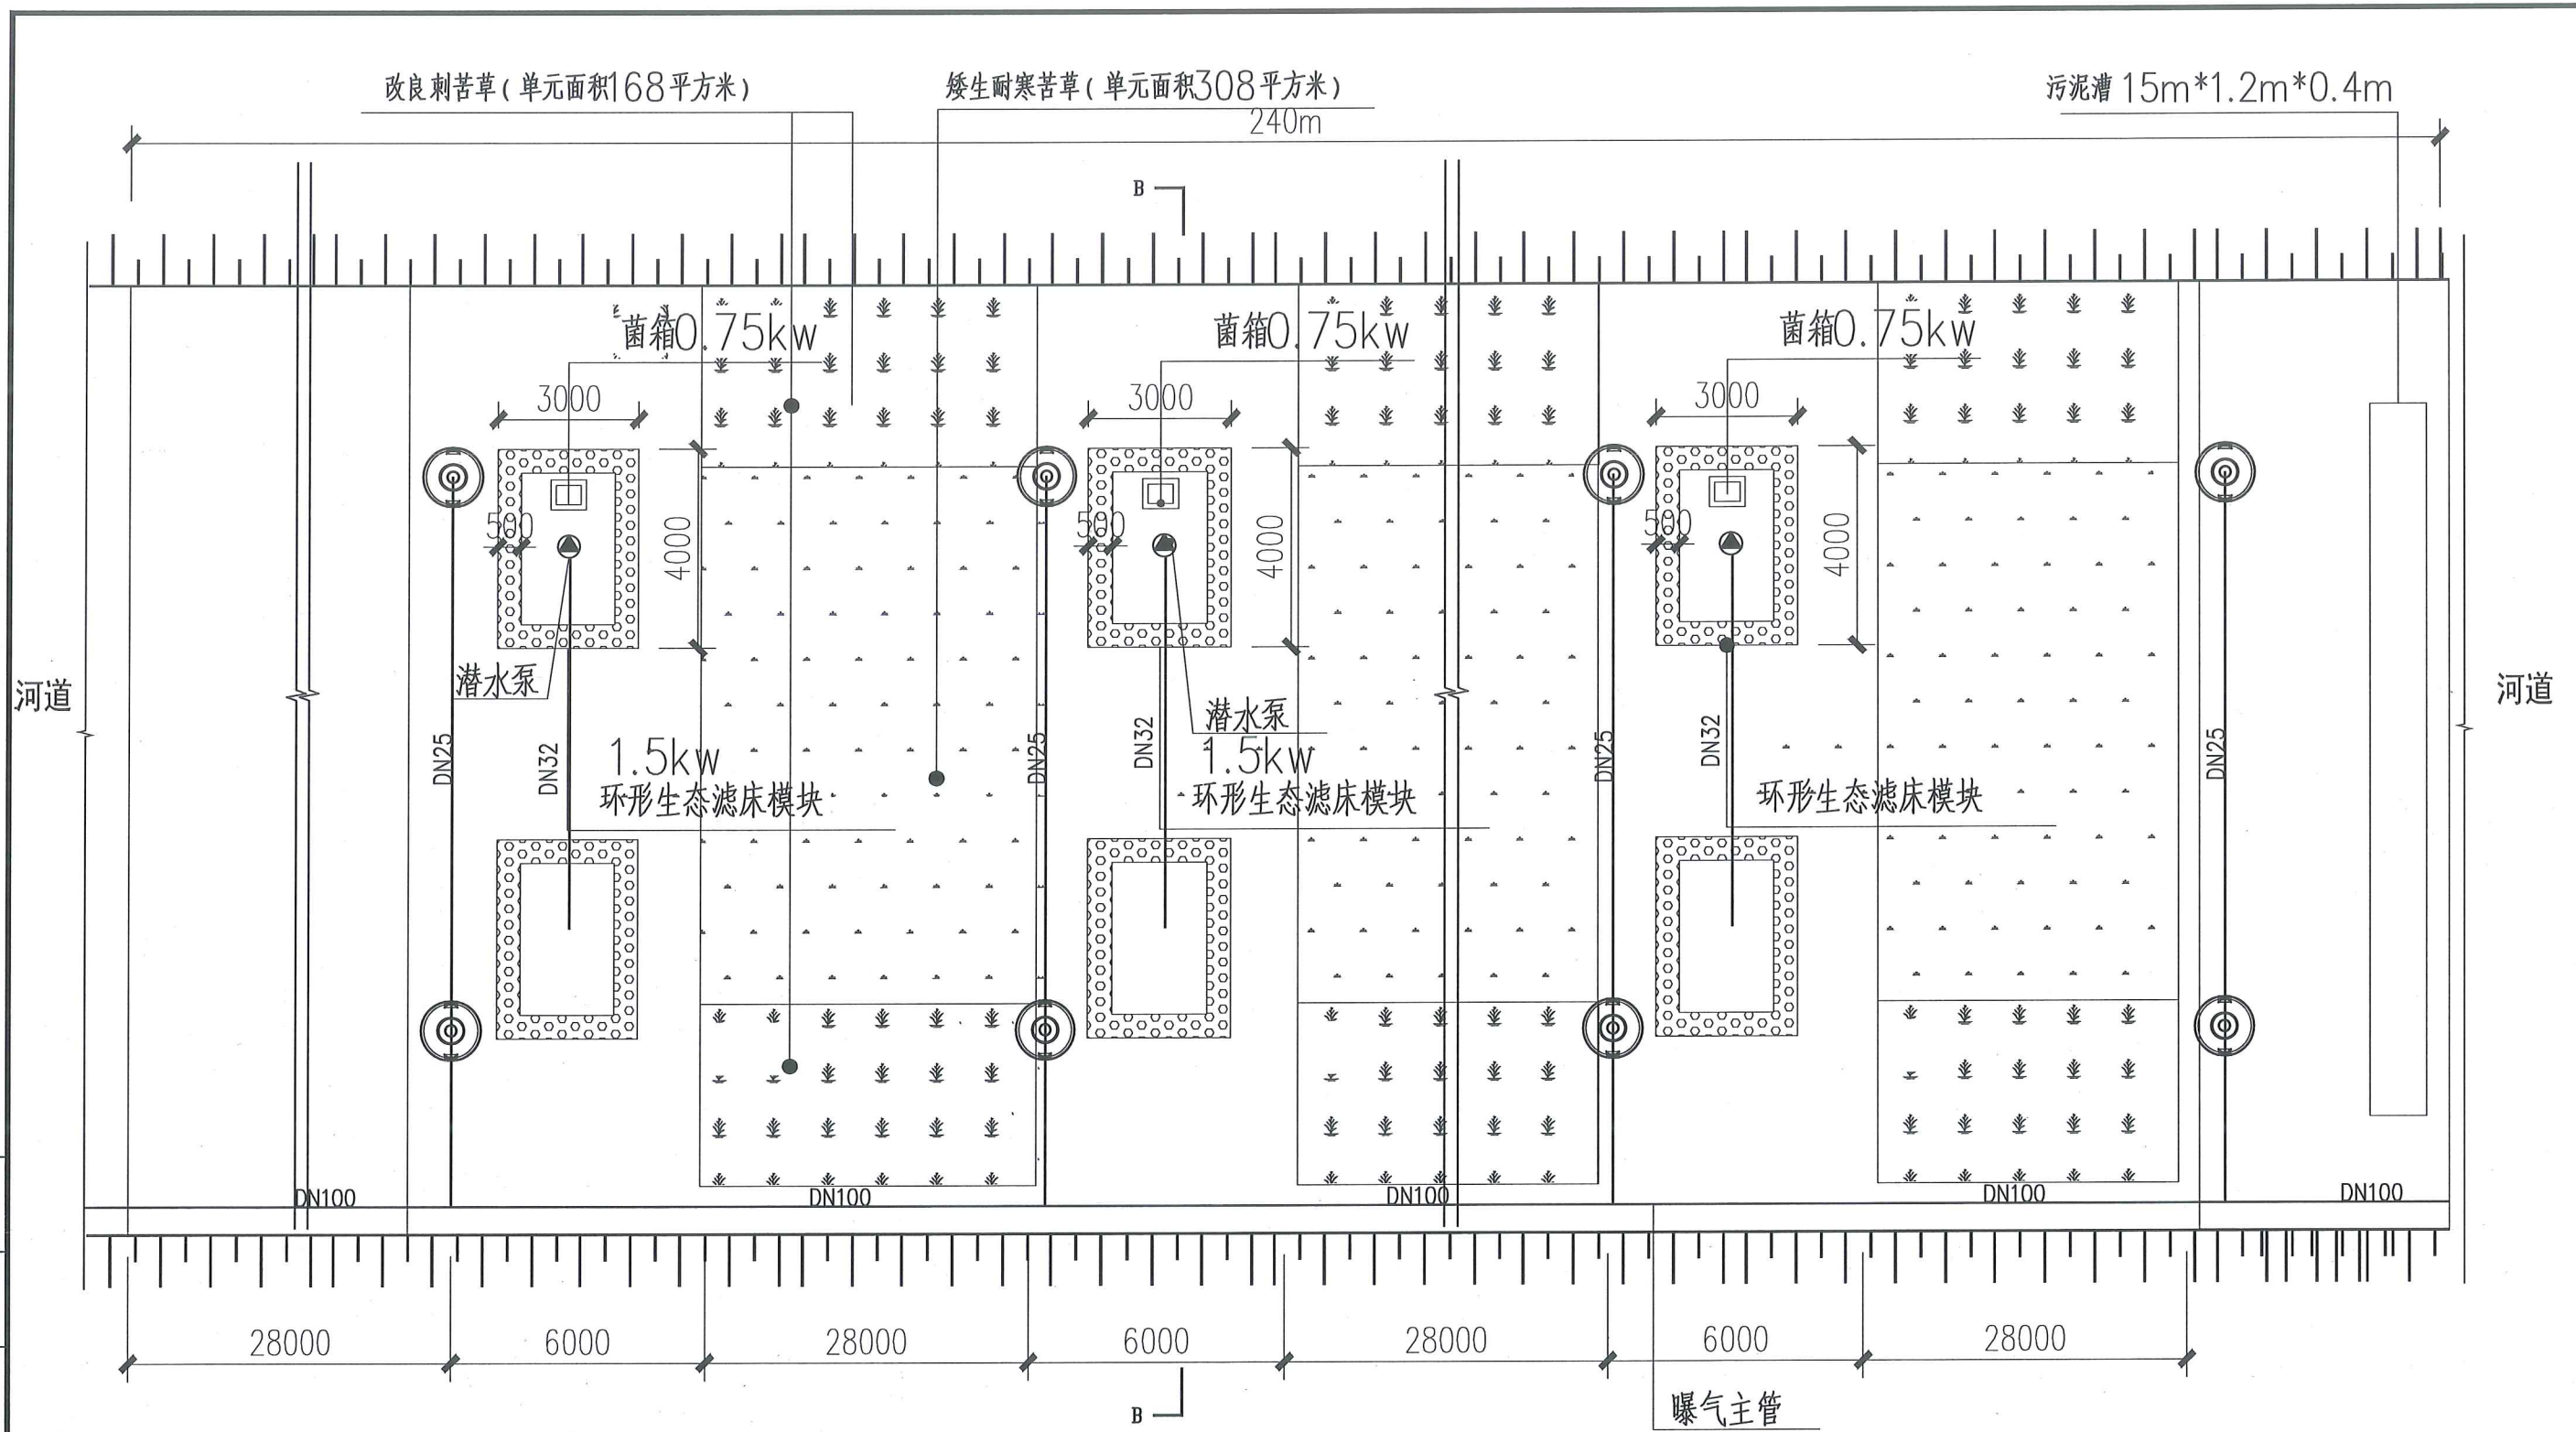 改良刺苦草(单元面积168平方米)
矮生耐寒苦草(单元面积308平方米)
污泥漕 15m*1.2m*0.4m
240m
B
菌箱0.75kw
菌箱0.75kw
菌箱0.75kw
3000
3000
3000
500
4000
500
4000
500
4000
河道
潜水泵
潜水泵
河道
DN25
DN32
1.5kw
DN25
DN32
1.5kw
DN25
DN32
DN25
环形生态滤床模块
环形生态滤床模块
环形生态滤床模块
DN100
DN100
DN100
DN100
DN100
28000
6000
28000
6000
28000
6000
28000
B
曝气主管